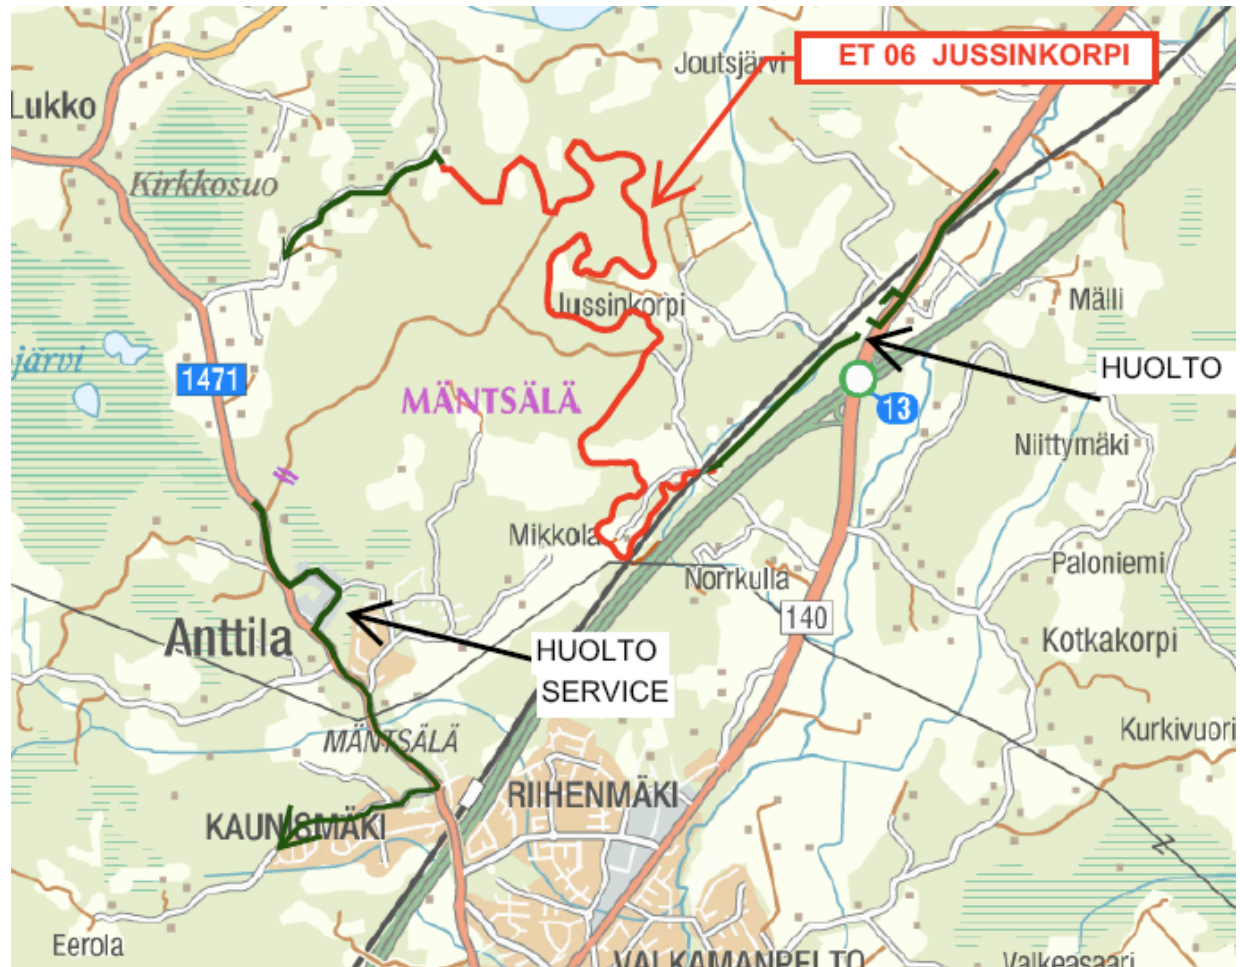 ET 06 JUSSINKORPI
Joutsjärvi
Lukko
Kirkkosuo
Mälli
Jussinkorpi
järvi
1471
HUOLTO
MÄNTSÄLÄ
13
Niittymäki
Mikkola
Norrkulla
Paloniemi
140
Anttila
HUOLTO
SERVICE
Kotkakorpi
MÄNTSÄLÄ
Kurkivuori
RIIHENMÄKI
KAUNISMÄKI
Eerola
VALKAMANPELTO
Valkeasaari